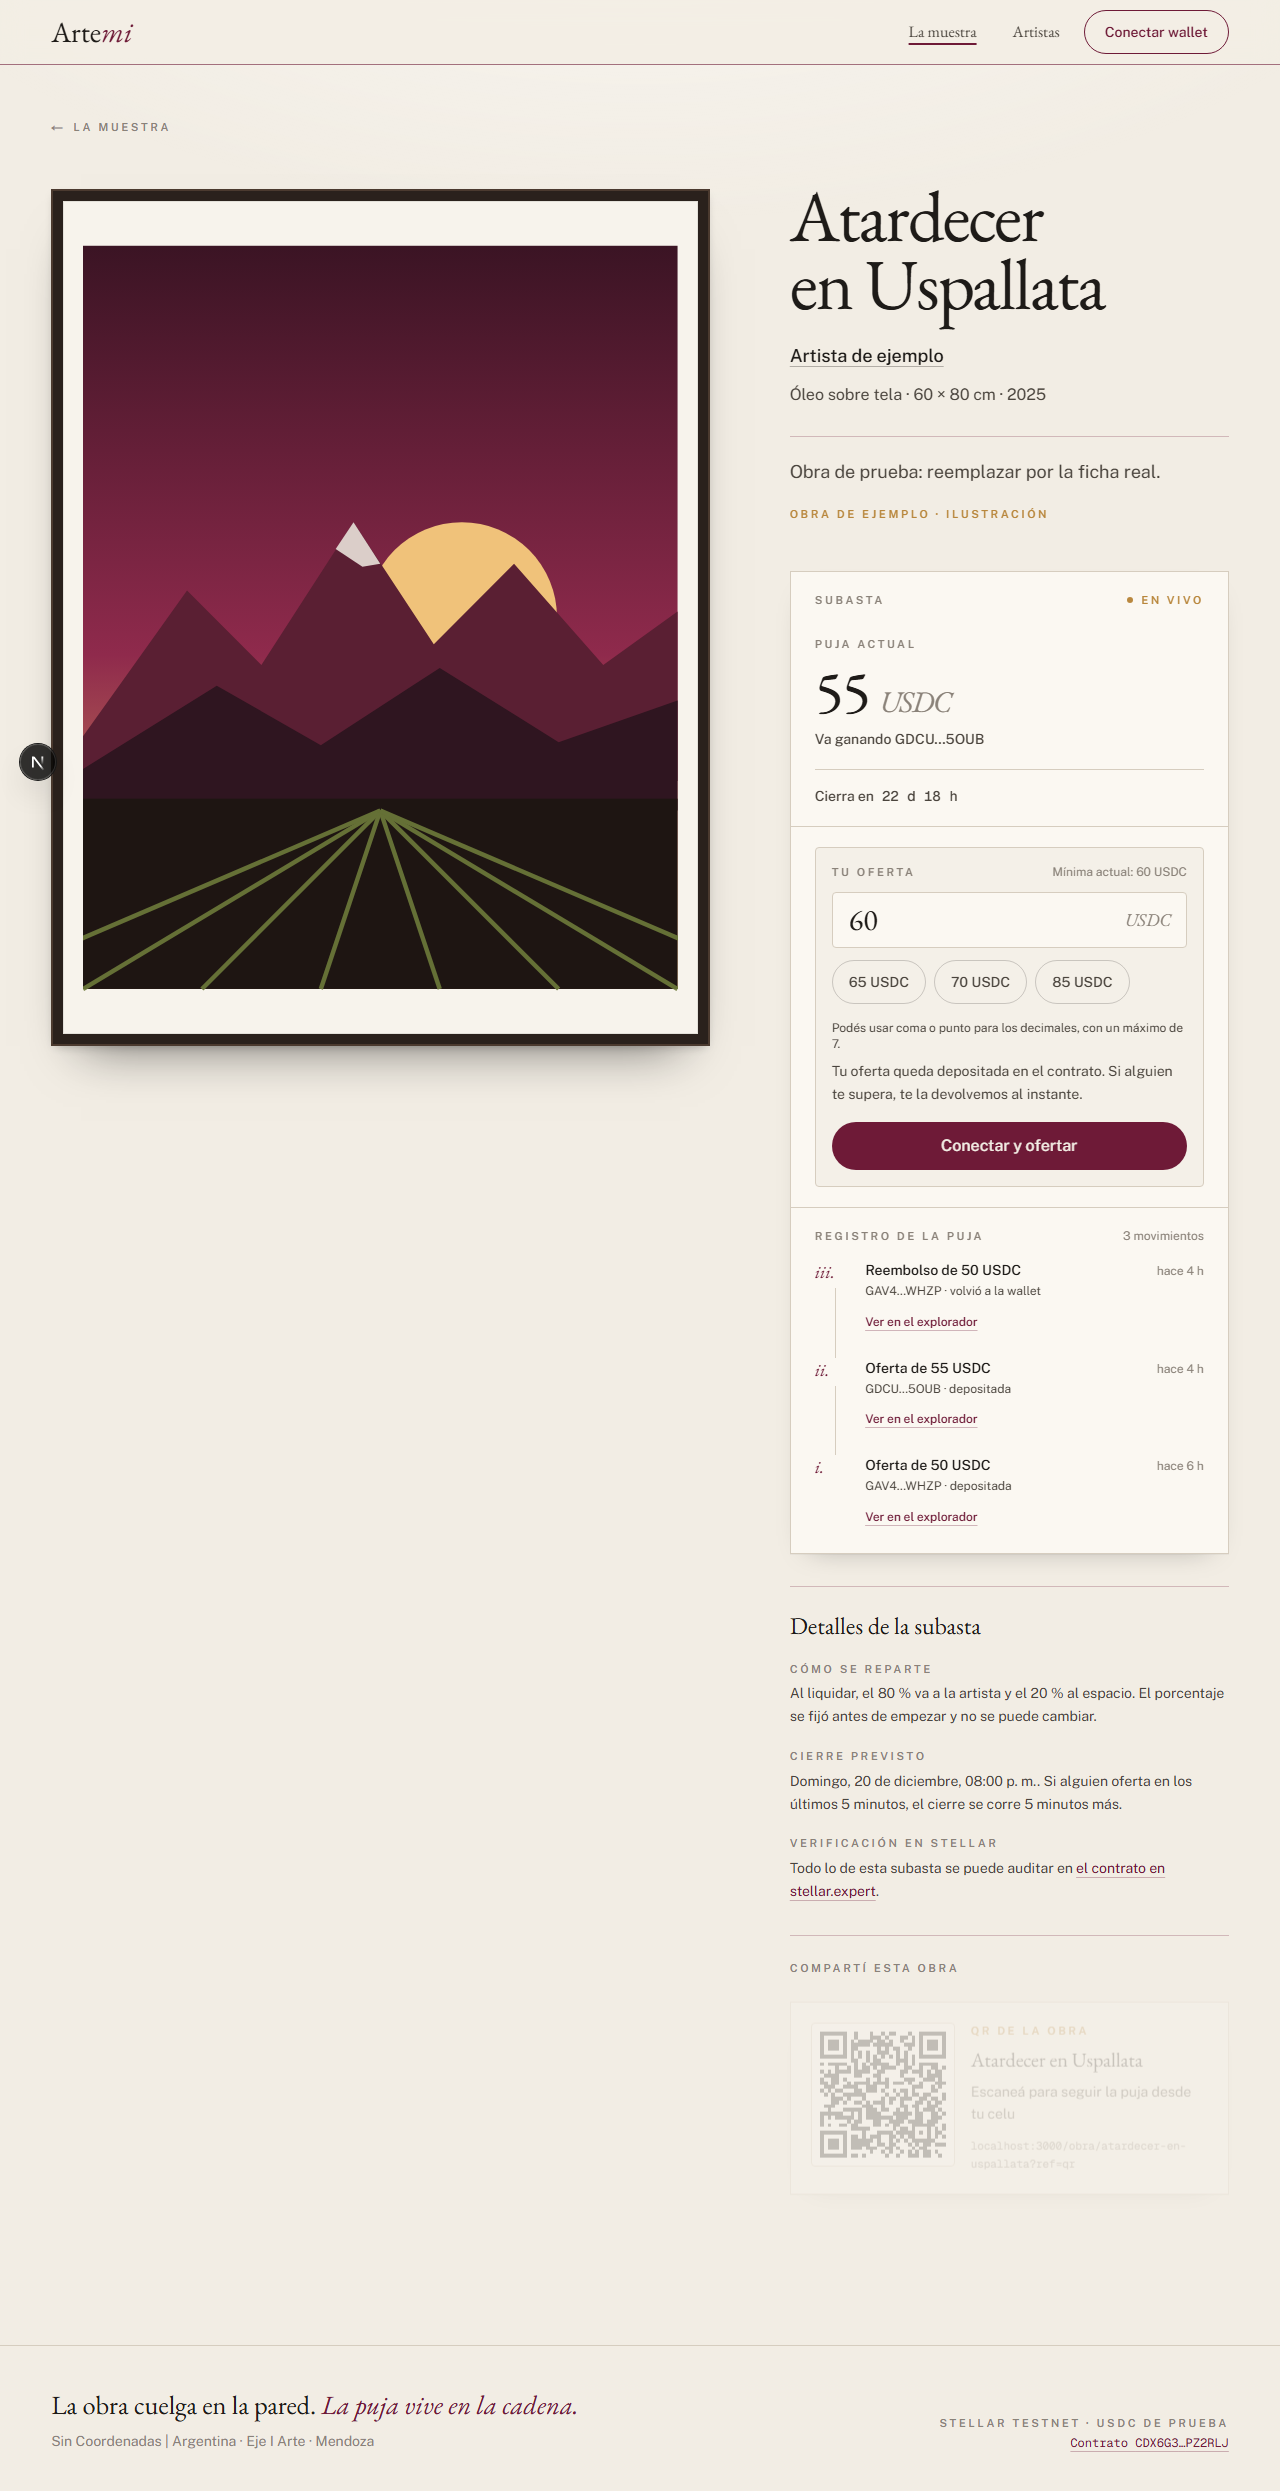 Artemi
La muestra
Artistas
Conectar wallet
← LA MUESTRA
Atardecer
en Uspallata
Artista de ejemplo
Óleo sobre tela · 60 × 80 cm · 2025
Obra de prueba: reemplazar por la ficha real.
OBRA DE EJEMPLO · ILUSTRACIÓN
SUBASTA
EN VIVO
PUJA ACTUAL
55 USDC
Va ganando GDCU…5OUB
Cierra en 22 d 18 h
TU OFERTA
Mínima actual: 60 USDC
60
USDC
65 USDC
70 USDC
85 USDC
Podés usar coma o punto para los decimales, con un máximo de
7.
Tu oferta queda depositada en el contrato. Si alguien
te supera, te la devolvemos al instante.
Conectar y ofertar
REGISTRO DE LA PUJA
3 movimientos
iii.
Reembolso de 50 USDC
hace 4 h
GAV4…WHZP · volvió a la wallet
Ver en el explorador
ii.
Oferta de 55 USDC
hace 4 h
GDCU…5OUB · depositada
Ver en el explorador
i.
Oferta de 50 USDC
hace 6 h
GAV4…WHZP · depositada
Ver en el explorador
Detalles de la subasta
CÓMO SE REPARTE
Al liquidar, el 80 % va a la artista y el 20 % al espacio. El porcentaje
se fijó antes de empezar y no se puede cambiar.
CIERRE PREVISTO
Domingo, 20 de diciembre, 08:00 p. m.. Si alguien oferta en los
últimos 5 minutos, el cierre se corre 5 minutos más.
VERIFICACIÓN EN STELLAR
Todo lo de esta subasta se puede auditar en el contrato en
stellar.expert.
COMPARTÍ ESTA OBRA
QR DE LA OBRA
Atardecer en Uspallata
Escaneá para seguir la puja desde
tu celu
localhost:3000/obra/atardecer-en-
uspallata?ref=qr
La obra cuelga en la pared. La puja vive en la cadena.
Sin Coordenadas | Argentina · Eje I Arte · Mendoza
STELLAR TESTNET · USDC DE PRUEBA
Contrato CDX6G3…PZ2RLJ